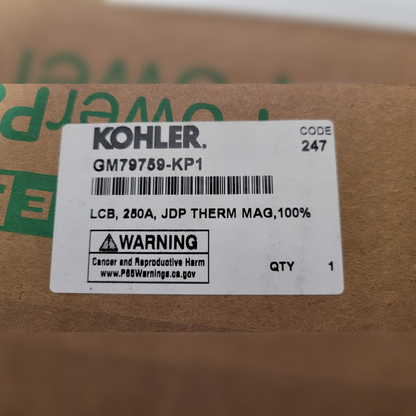 PowerPa
KOHLER.
CODE
247
GM79759-KP1
LCB, 250A, JDP THERM MAG,100%
WARNING
Cancer and Reproductive Harm
www.P65Warnings.ca.gov
QTY 1